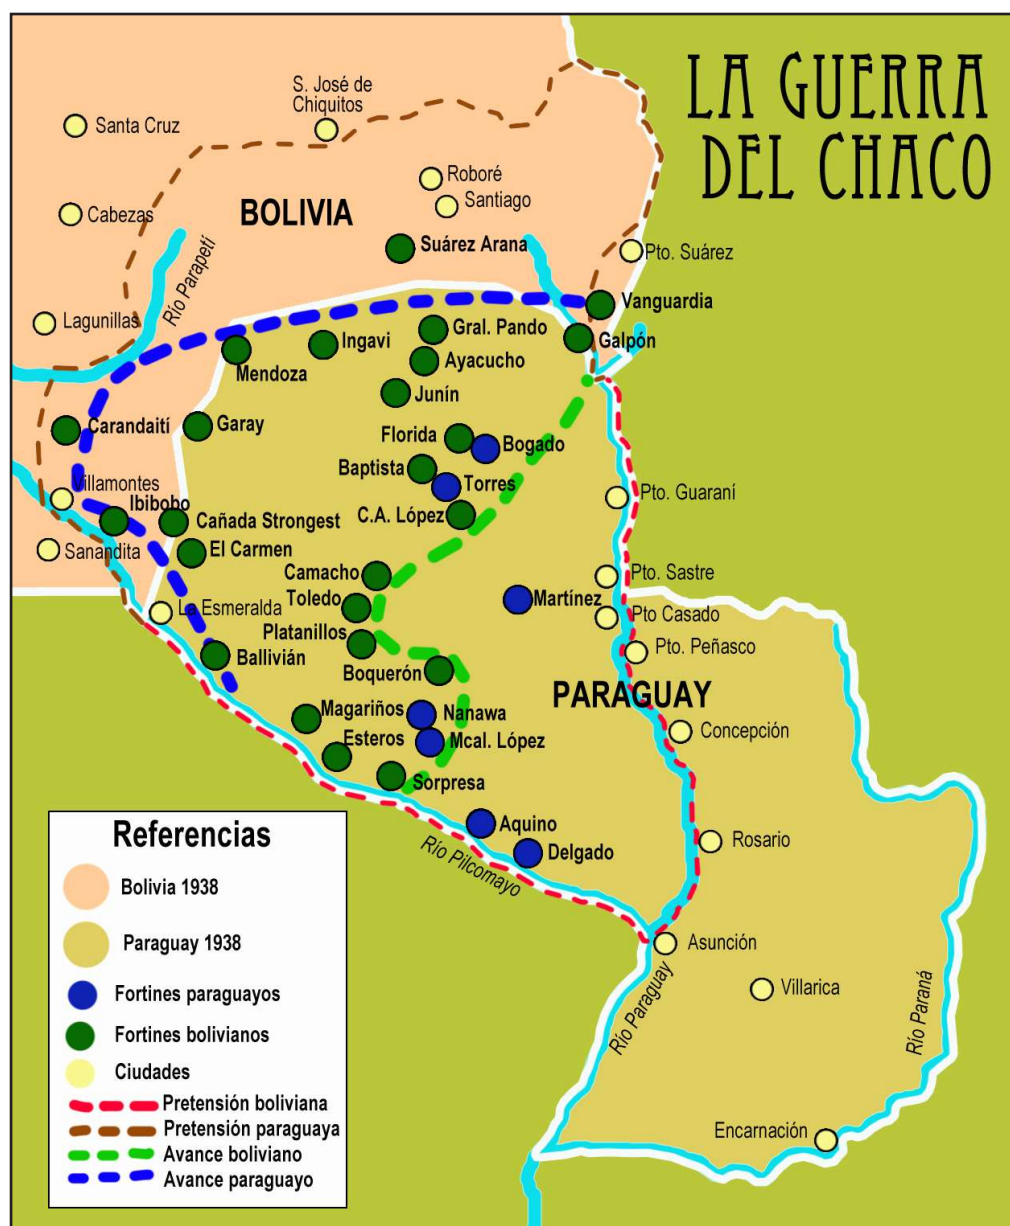 LA GUERRA
DEL CHACO
S. José de
Chiquitos
Santa Cruz
Roboré
Santiago
Cabezas
BOLIVIA
Suárez Arana
Pto. Suárez
Río Parapetí
Vanguardia
Lagunillas
Gral. Pando
Galpón
Ingavi
Mendoza
Ayacucho
Junín
Carandaití
Garay
Florida
Bogado
Baptista
Torres
Villamontes
Pto. Guaraní
Ibibobo
Cañada Strongest
C.A. López
Sanandita
El Carmen
Camacho
Pto. Sastre
Toledo
Martínez
La Esmeralda
Pto Casado
Platanillos
Pto. Peñasco
Ballivián
Boquerón
PARAGUAY
Magariños
Nanawa
Concepción
Esteros
Mcal. López
Sorpresa
Aquino
Rosario
Delgado
Río Pilcomayo
Asunción
Villarica
Río Paraguay
Río Paraná
Encarnación
Referencias
Bolivia 1938
Paraguay 1938
Fortines paraguayos
Fortines bolivianos
Ciudades
Pretensión boliviana
Pretensión paraguaya
Avance boliviano
Avance paraguayo